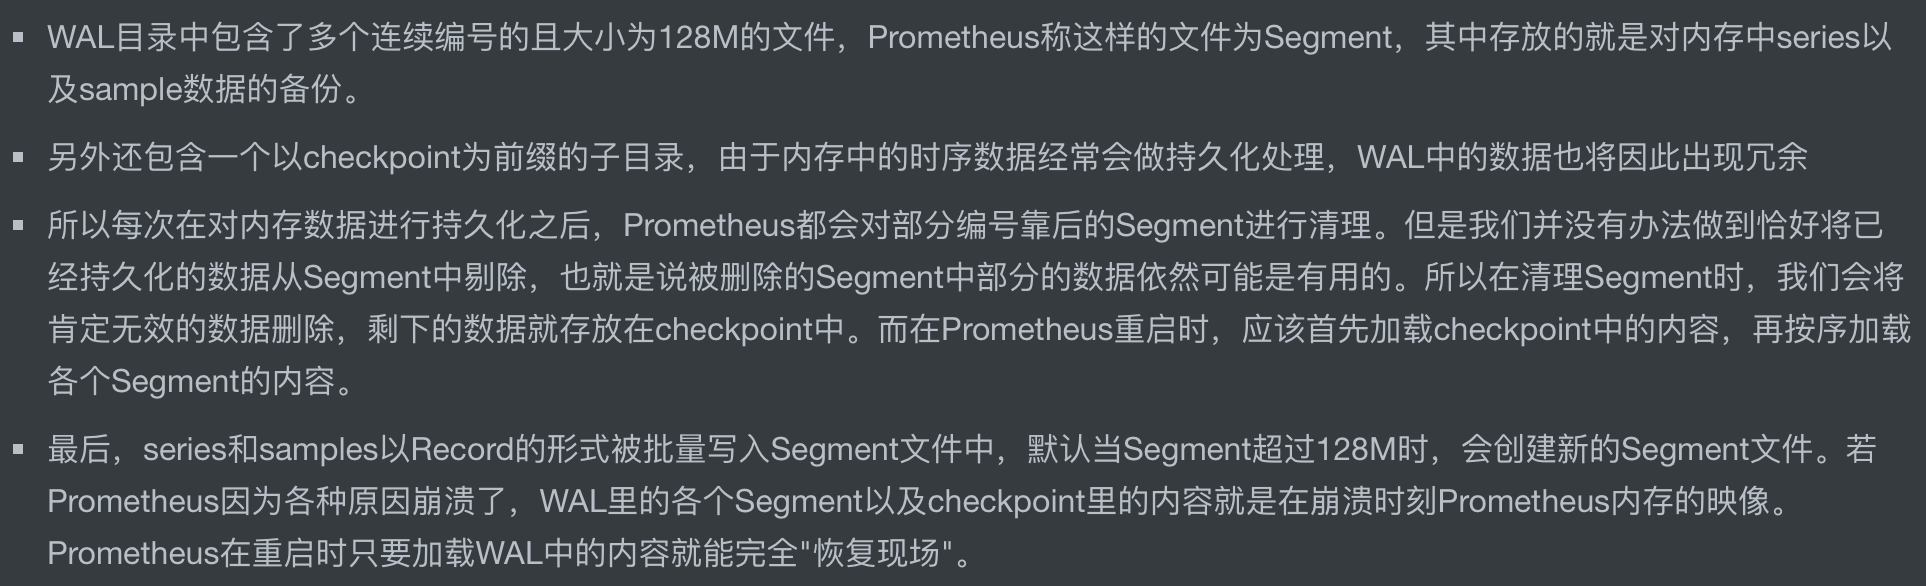 WAL目录中包含了多个连续编号的且大小为128M的文件，Prometheus称这样的文件为Segment，其中存放的就是对内存中series以
及sample数据的备份。
另外还包含一个以checkpoint为前缀的子目录，由于内存中的时序数据经常会做持久化处理，WAL中的数据也将因此出现冗余
所以每次在对内存数据进行持久化之后，Prometheus都会对部分编号靠后的Segment进行清理。但是我们并没有办法做到恰好将已
经持久化的数据从Segment中剔除，也就是说被删除的Segment中部分的数据依然可能是有用的。所以在清理Segment时，我们会将
肯定无效的数据删除，剩下的数据就存放在checkpoint中。而在Prometheus重启时，应该首先加载checkpoint中的内容，再按序加载
各个Segment的内容。
最后，series和samples以Record的形式被批量写入Segment文件中，默认当Segment超过128M时，会创建新的Segment文件。若
Prometheus因为各种原因崩溃了，WAL里的各个Segment以及checkpoint里的内容就是在崩溃时刻Prometheus内存的映像。
Prometheus在重启时只要加载WAL中的内容就能完全"恢复现场"。